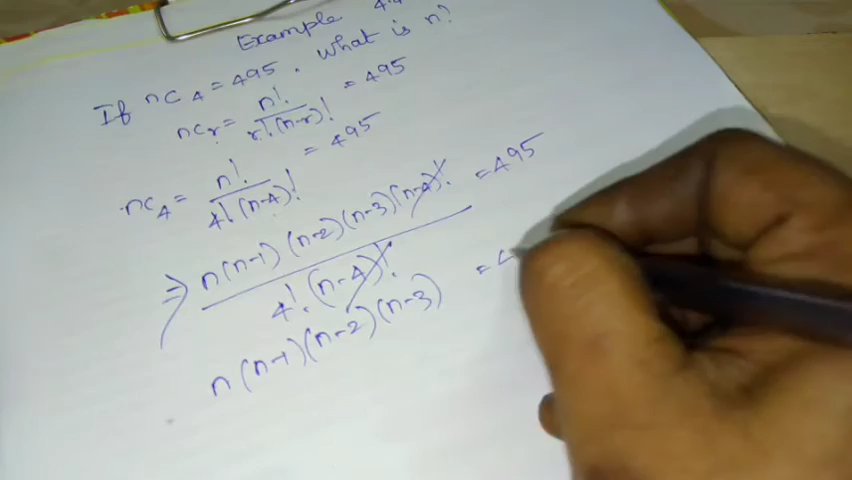 Example 4.
If nC₄ = 495. What is n?
nCᵣ = n! / r!(n-r)! = 495
nC₄ = n! / 4!(n-4)! = 495
⇒ n(n-1)(n-2)(n-3)(n-4)! / 4!(n-4)! = 495
n(n-1)(n-2)(n-3) = 4